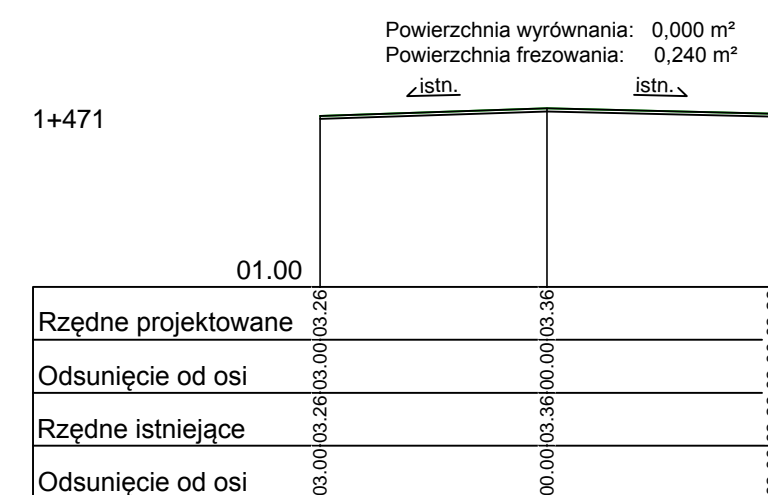 Powierzchnia wyrównania: 0,000 m²
Powierzchnia frezowania: 0,240 m²
istn. istn.
1+471
01.00
Rzędne projektowane 03.26 03.36
Odsunięcie od osi 03.00 00.00
Rzędne istniejące 03.26 03.36
Odsunięcie od osi 03.00 00.00